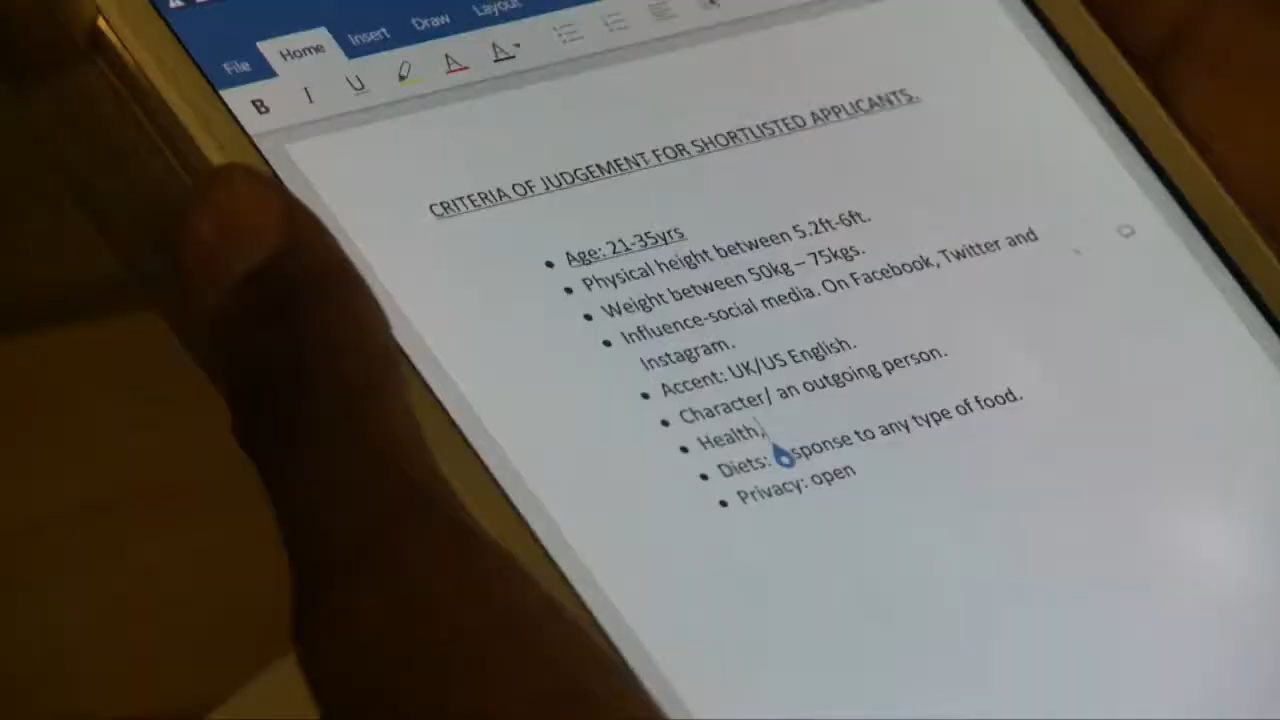 File Home Insert Draw Layout
B I U A A
CRITERIA OF JUDGEMENT FOR SHORTLISTED APPLICANTS.
• Age: 21-35yrs
• Physical height between 5.2ft-6ft.
• Weight between 50kg – 75kgs.
• Influence-social media. On Facebook, Twitter and
Instagram.
• Accent: UK/US English.
• Character/ an outgoing person.
• Health,
• Diets: sponse to any type of food.
• Privacy: open